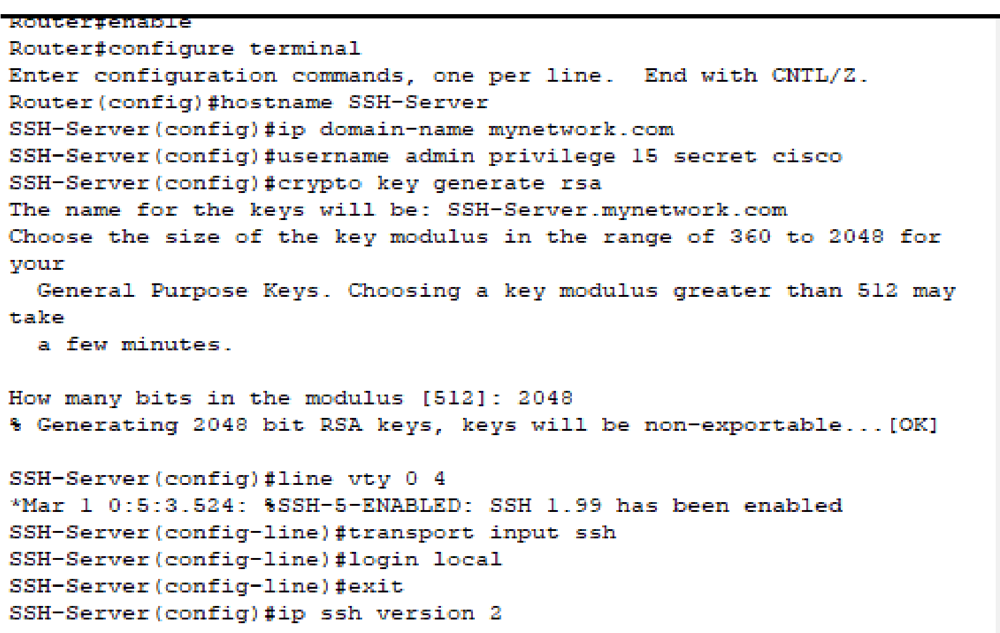 Router#enable
Router#configure terminal
Enter configuration commands, one per line.  End with CNTL/Z.
Router(config)#hostname SSH-Server
SSH-Server(config)#ip domain-name mynetwork.com
SSH-Server(config)#username admin privilege 15 secret cisco
SSH-Server(config)#crypto key generate rsa
The name for the keys will be: SSH-Server.mynetwork.com
Choose the size of the key modulus in the range of 360 to 2048 for
your
  General Purpose Keys. Choosing a key modulus greater than 512 may
take
  a few minutes.

How many bits in the modulus [512]: 2048
% Generating 2048 bit RSA keys, keys will be non-exportable...[OK]

SSH-Server(config)#line vty 0 4
*Mar 1 0:5:3.524: %SSH-5-ENABLED: SSH 1.99 has been enabled
SSH-Server(config-line)#transport input ssh
SSH-Server(config-line)#login local
SSH-Server(config-line)#exit
SSH-Server(config)#ip ssh version 2